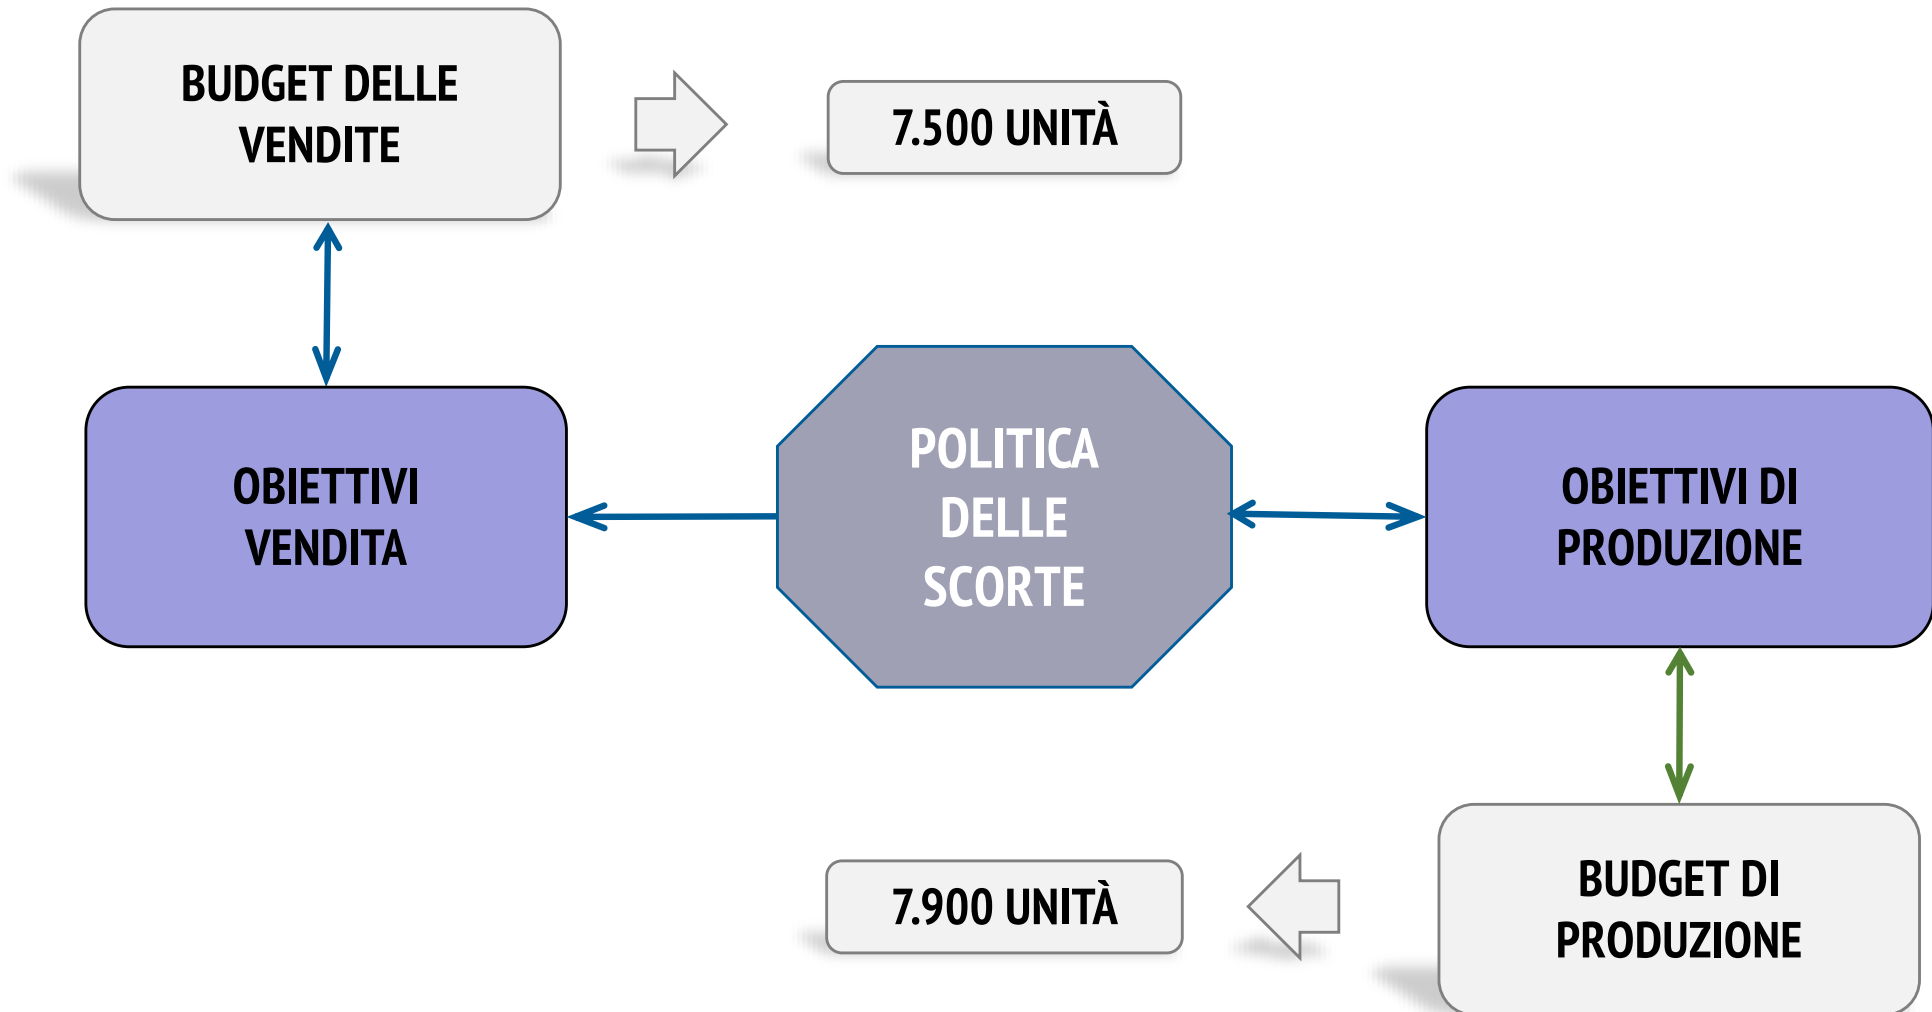 BUDGET DELLE
VENDITE
7.500 UNITÀ
OBIETTIVI
VENDITA
POLITICA
DELLE
SCORTE
OBIETTIVI DI
PRODUZIONE
7.900 UNITÀ
BUDGET DI
PRODUZIONE